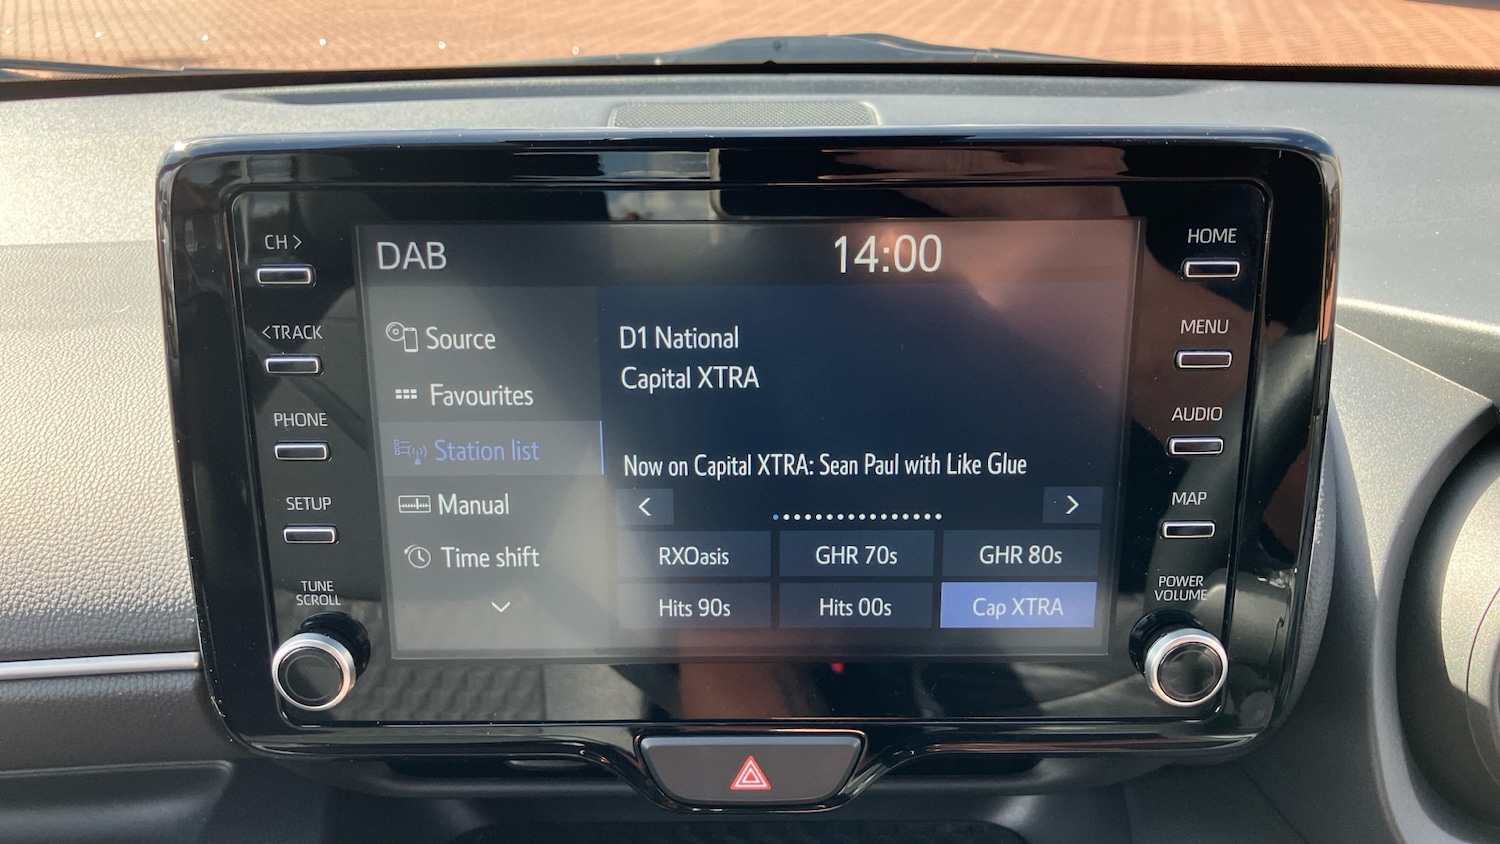 DAB
14:00
CH>
<TRACK
PHONE
SETUP
TUNE
SCROLL
Source
Favourites
Station list
Manual
Time shift
D1 National
Capital XTRA
Now on Capital XTRA: Sean Paul with Like Glue
<
>
RXOasis
GHR 70s
GHR 80s
Hits 90s
Hits 00s
Cap XTRA
HOME
MENU
AUDIO
MAP
POWER
VOLUME